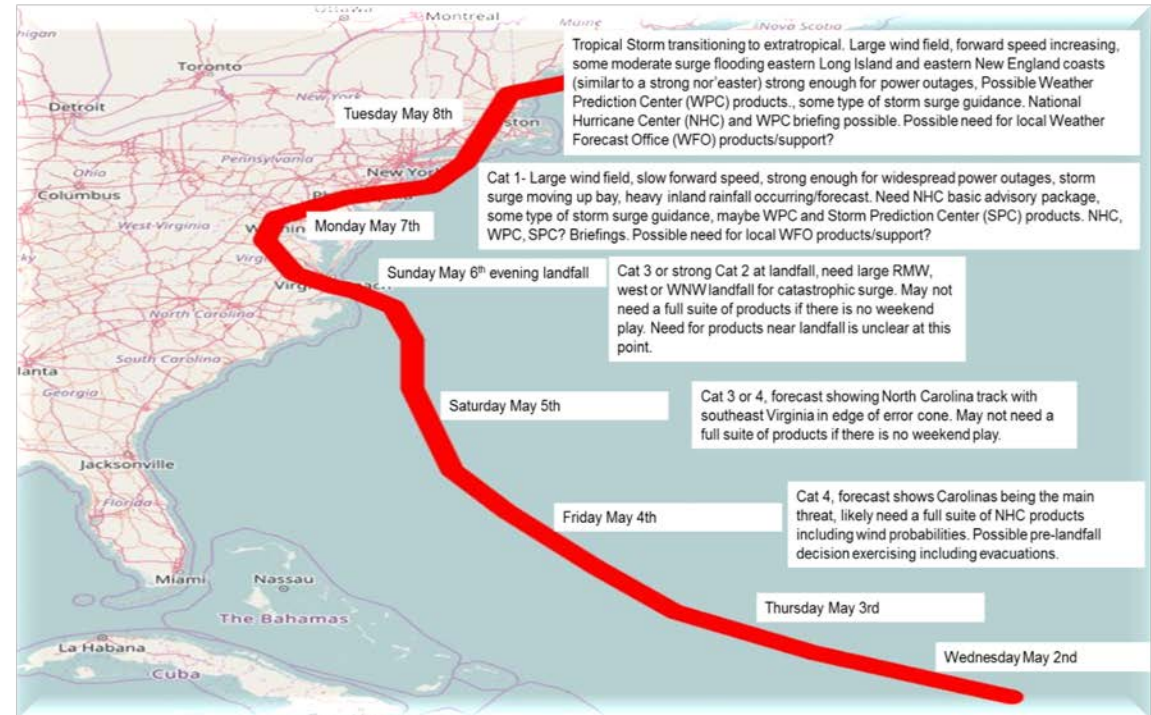 Montreal
Maine
Nova Scotia
Toronto
Detroit
New York
Pennsylvania
Ohio
Columbus
West Virginia
New York
North Carolina
South Carolina
Georgia
Jacksonville
Florida
Miami
Nassau
The Bahamas
La Habana
Cuba
Tropical Storm transitioning to extratropical. Large wind field, forward speed increasing,
some moderate surge flooding eastern Long Island and eastern New England coasts
(similar to a strong nor'easter) strong enough for power outages, Possible Weather
Prediction Center (WPC) products., some type of storm surge guidance. National
Hurricane Center (NHC) and WPC briefing possible. Possible need for local Weather
Forecast Office (WFO) products/support?
Tuesday May 8th
Cat 1- Large wind field, slow forward speed, strong enough for widespread power outages, storm
surge moving up bay, heavy inland rainfall occurring/forecast. Need NHC basic advisory package,
some type of storm surge guidance, maybe WPC and Storm Prediction Center (SPC) products. NHC,
WPC, SPC? Briefings. Possible need for local WFO products/support?
Monday May 7th
Sunday May 6th evening landfall
Cat 3 or strong Cat 2 at landfall, need large RMW,
west or WNW landfall for catastrophic surge. May not
need a full suite of products if there is no weekend
play. Need for products near landfall is unclear at this
point.
Saturday May 5th
Cat 3 or 4, forecast showing North Carolina track with
southeast Virginia in edge of error cone. May not need a
full suite of products if there is no weekend play.
Friday May 4th
Cat 4, forecast shows Carolinas being the main
threat, likely need a full suite of NHC products
including wind probabilities. Possible pre-landfall
decision exercising including evacuations.
Thursday May 3rd
Wednesday May 2nd